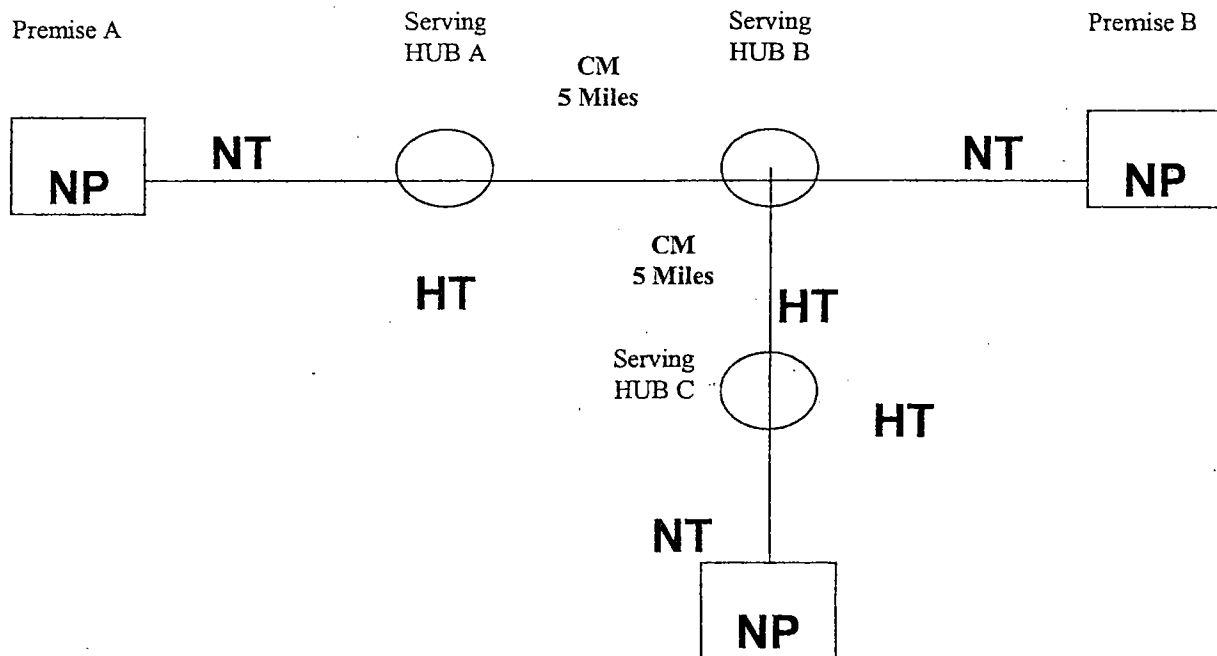 Premise A
Serving
HUB A
CM
5 Miles
Serving
HUB B
Premise B
NP
NT
NT
NP
HT
CM
5 Miles
HT
Serving
HUB C
HT
NT
NP